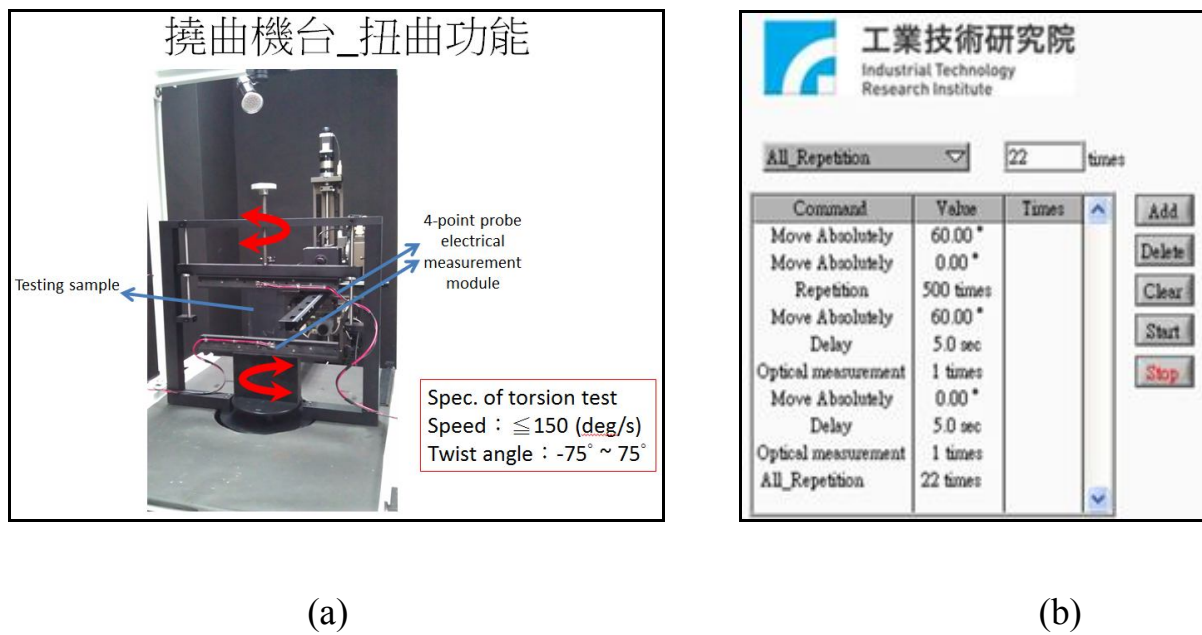 撓曲機台_扭曲功能
4-point probe
electrical
measurement
module
Testing sample
Spec. of torsion test
Speed：≦150 (deg/s)
Twist angle：-75° ~ 75°
(a)
工業技術研究院
Industrial Technology
Research Institute
All_Repetition 22 times
Command Value Times
Move Absolutely 60.00 °
Move Absolutely 0.00 °
Repetition 500 times
Move Absolutely 60.00 °
Delay 5.0 sec
Optical measurement 1 times
Move Absolutely 0.00 °
Delay 5.0 sec
Optical measurement 1 times
All_Repetition 22 times
Add
Delete
Clear
Start
Stop
(b)